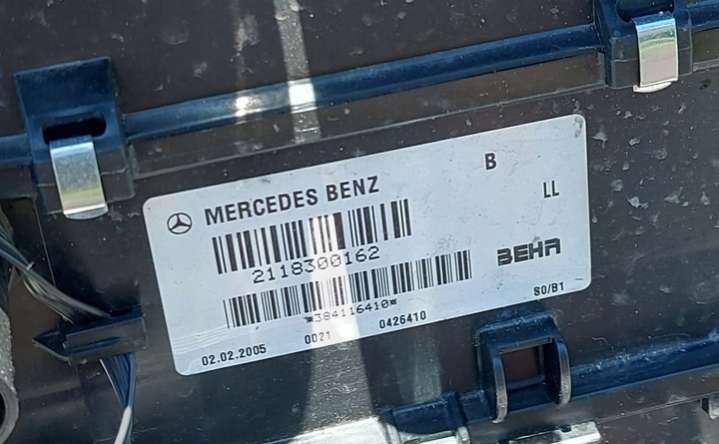 MERCEDES BENZ
B
LL
2118300162
BEHR
*384116410*
02.02.2005 0021 0426410 S0/B1